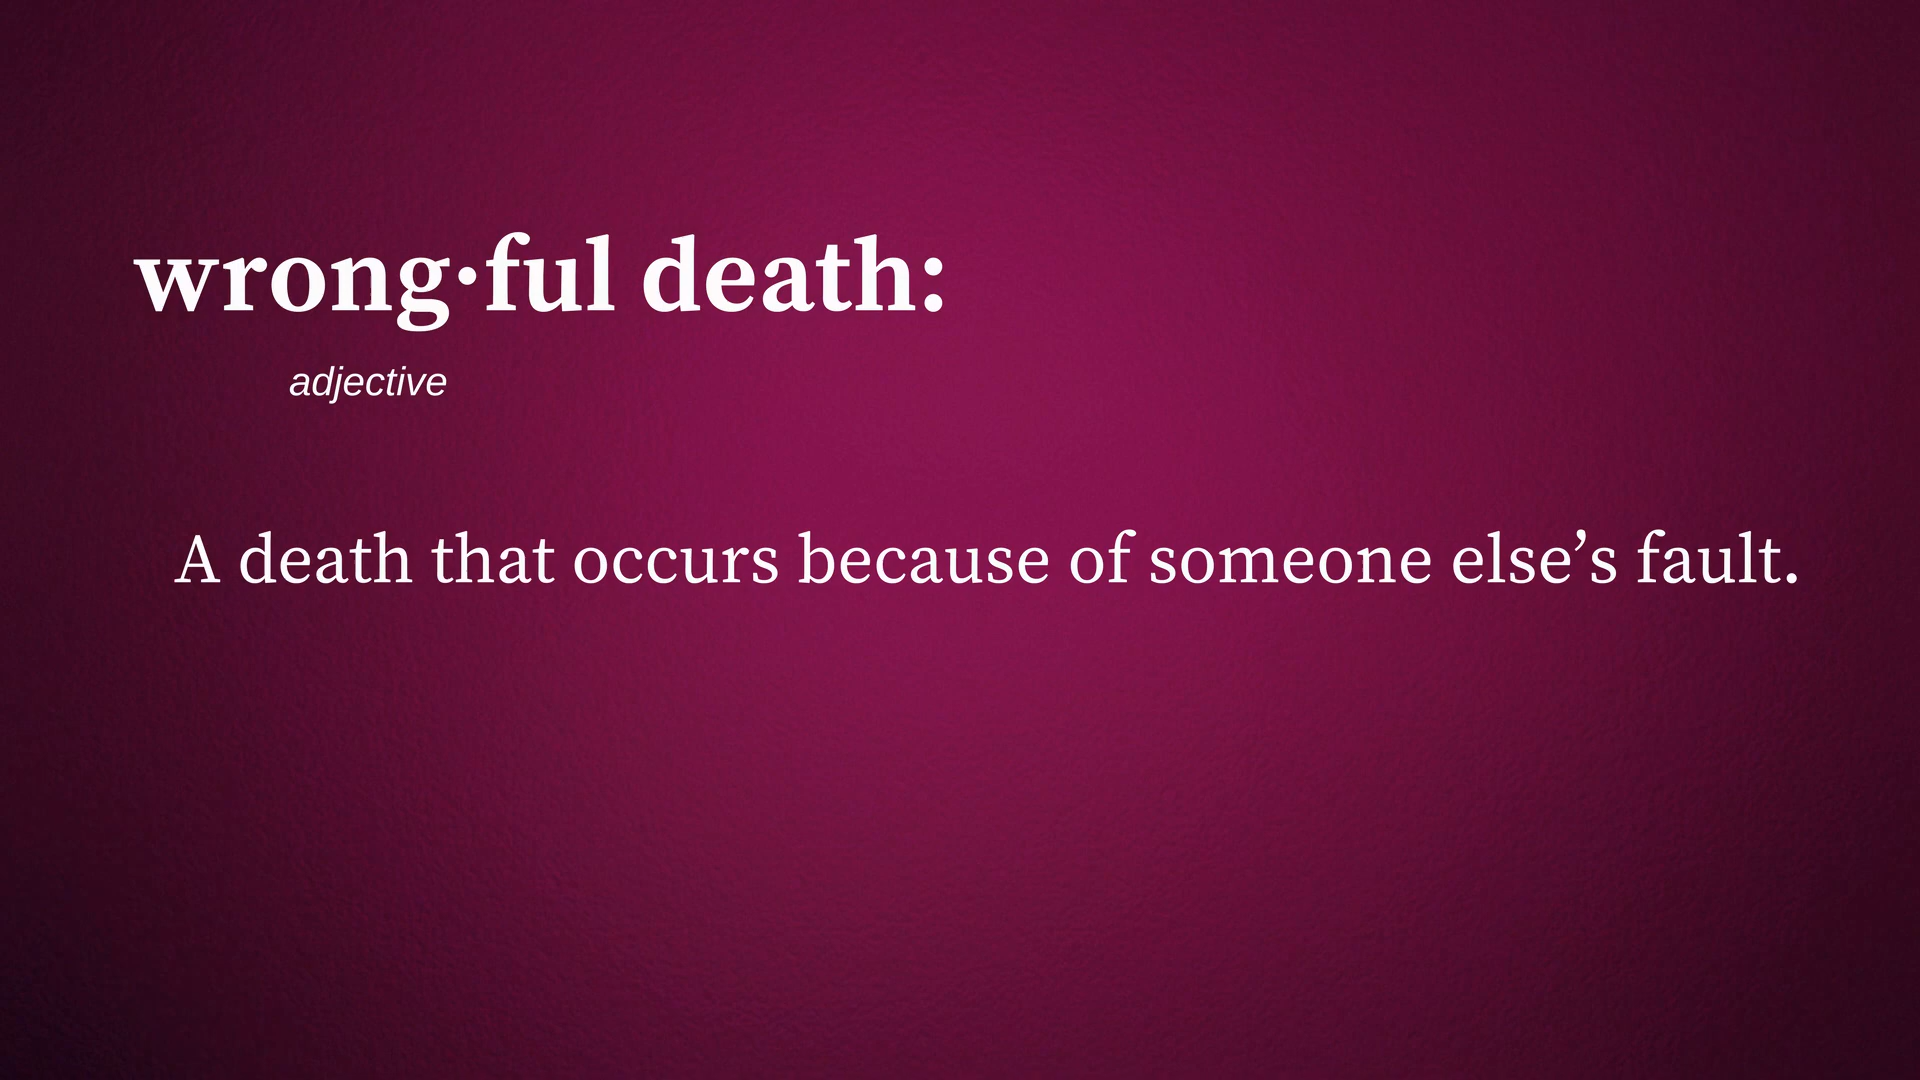 wrong·ful death:
adjective
A death that occurs because of someone else’s fault.